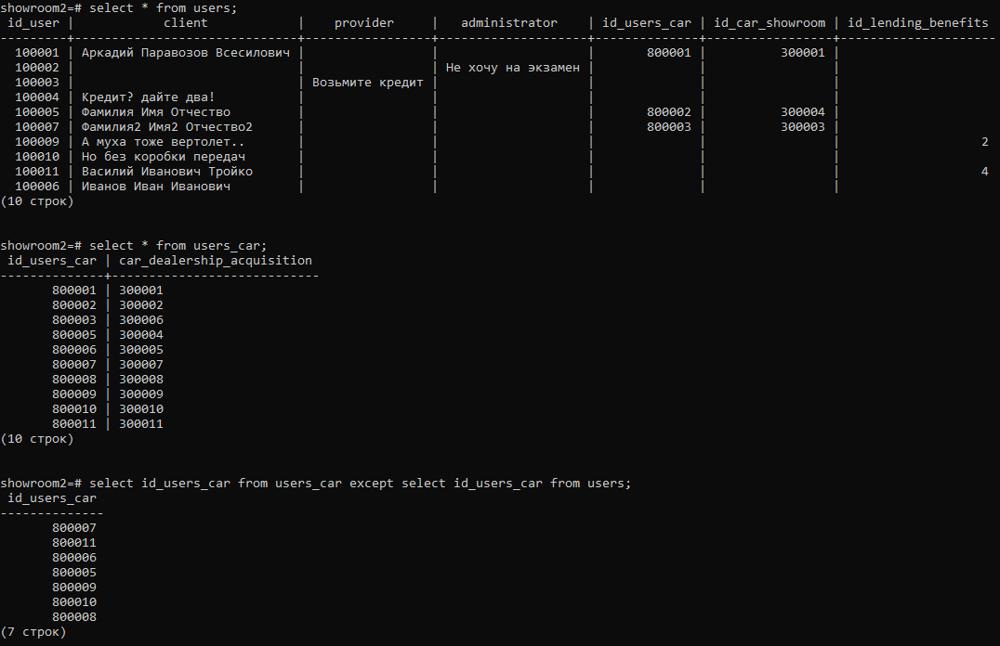 showroom2=# select * from users;
 id_user |            client            |    provider     |   administrator    | id_users_car | id_car_showroom | id_lending_benefits
---------+------------------------------+-----------------+--------------------+--------------+-----------------+---------------------
  100001 | Аркадий Паравозов Всесилович |                 |                    |       800001 |          300001 |
  100002 |                              |                 | Не хочу на экзамен |              |                 |
  100003 |                              | Возьмите кредит |                    |              |                 |
  100004 | Кредит? дайте два!           |                 |                    |              |                 |
  100005 | Фамилия Имя Отчество         |                 |                    |       800002 |          300004 |
  100007 | Фамилия2 Имя2 Отчество2      |                 |                    |       800003 |          300003 |
  100009 | А муха тоже вертолет..       |                 |                    |              |                 |                   2
  100010 | Но без коробки передач       |                 |                    |              |                 |
  100011 | Василий Иванович Тройко      |                 |                    |              |                 |                   4
  100006 | Иванов Иван Иванович         |                 |                    |              |                 |
(10 строк)
showroom2=# select * from users_car;
 id_users_car | car_dealership_acquisition
--------------+----------------------------
       800001 | 300001
       800002 | 300002
       800003 | 300006
       800005 | 300004
       800006 | 300005
       800007 | 300007
       800008 | 300008
       800009 | 300009
       800010 | 300010
       800011 | 300011
(10 строк)
showroom2=# select id_users_car from users_car except select id_users_car from users;
 id_users_car
--------------
       800007
       800011
       800006
       800005
       800009
       800010
       800008
(7 строк)